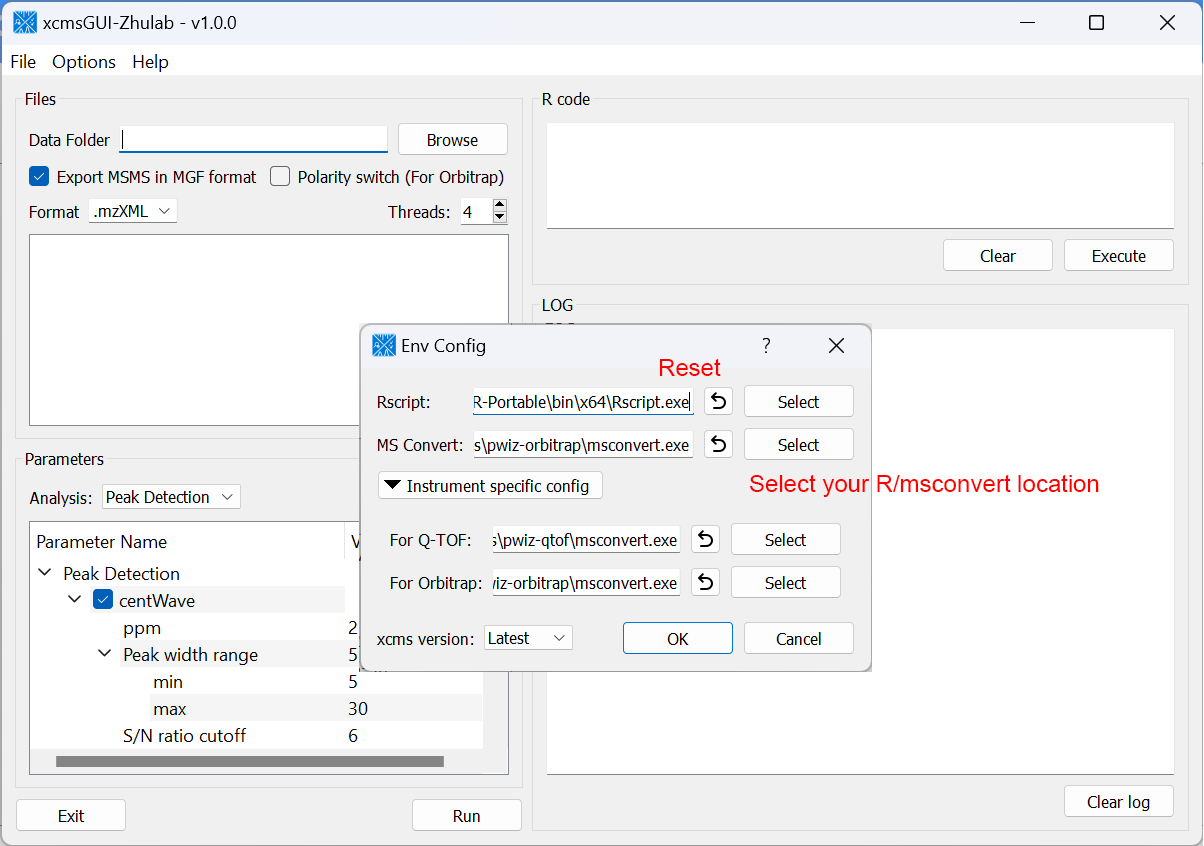 xcmsGUI-Zhulab - v1.0.0
File Options Help
Files
Data Folder Browse
Export MSMS in MGF format Polarity switch (For Orbitrap)
Format .mzXML Threads: 4
R code
Clear Execute
LOG
Env Config ?
Reset
Rscript: R-Portable\bin\x64\Rscript.exe Select
MS Convert: s\pwiz-orbitrap\msconvert.exe Select
Instrument specific config
Select your R/msconvert location
For Q-TOF: s\pwiz-qtof\msconvert.exe Select
For Orbitrap: wiz-orbitrap\msconvert.exe Select
xcms version: Latest OK Cancel
Parameters
Analysis: Peak Detection
Parameter Name
Peak Detection
centWave
ppm 2
Peak width range 5
min 5
max 30
S/N ratio cutoff 6
Exit Run
Clear log